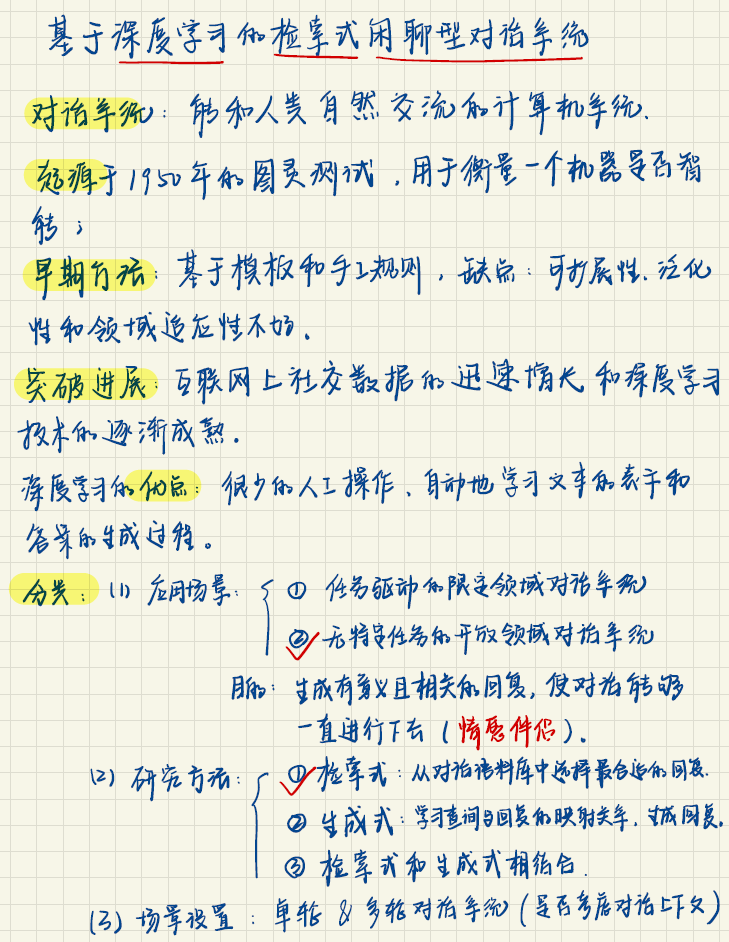 基于深度学习的检索式闲聊型对话系统
对话系统：能和人类自然交流的计算机系统.
起源于1950年的图灵测试，用于衡量一个机器是否智
能；
早期方法：基于模板和手工规则，缺点：可扩展性、泛化
性和领域适应性不好.
突破进展：互联网上社交数据的迅速增长和深度学习
技术的逐渐成熟.
深度学习的优点：很少的人工操作、自动地学习文本的表示和
答案的生成过程。
分类：(1) 应用场景：① 任务驱动的限定领域对话系统
② 无特定任务的开放领域对话系统
目的：生成有意义且相关的回复，使对话能够
一直进行下去（情感伴侣）.
(2) 研究方法：① 检索式：从对话语料库中选择最合适的回复.
② 生成式：学习查询与回复的映射关系，生成回复.
③ 检索式和生成式相结合.
(3) 场景设置：单轮 & 多轮对话系统（是否考虑对话上下文）